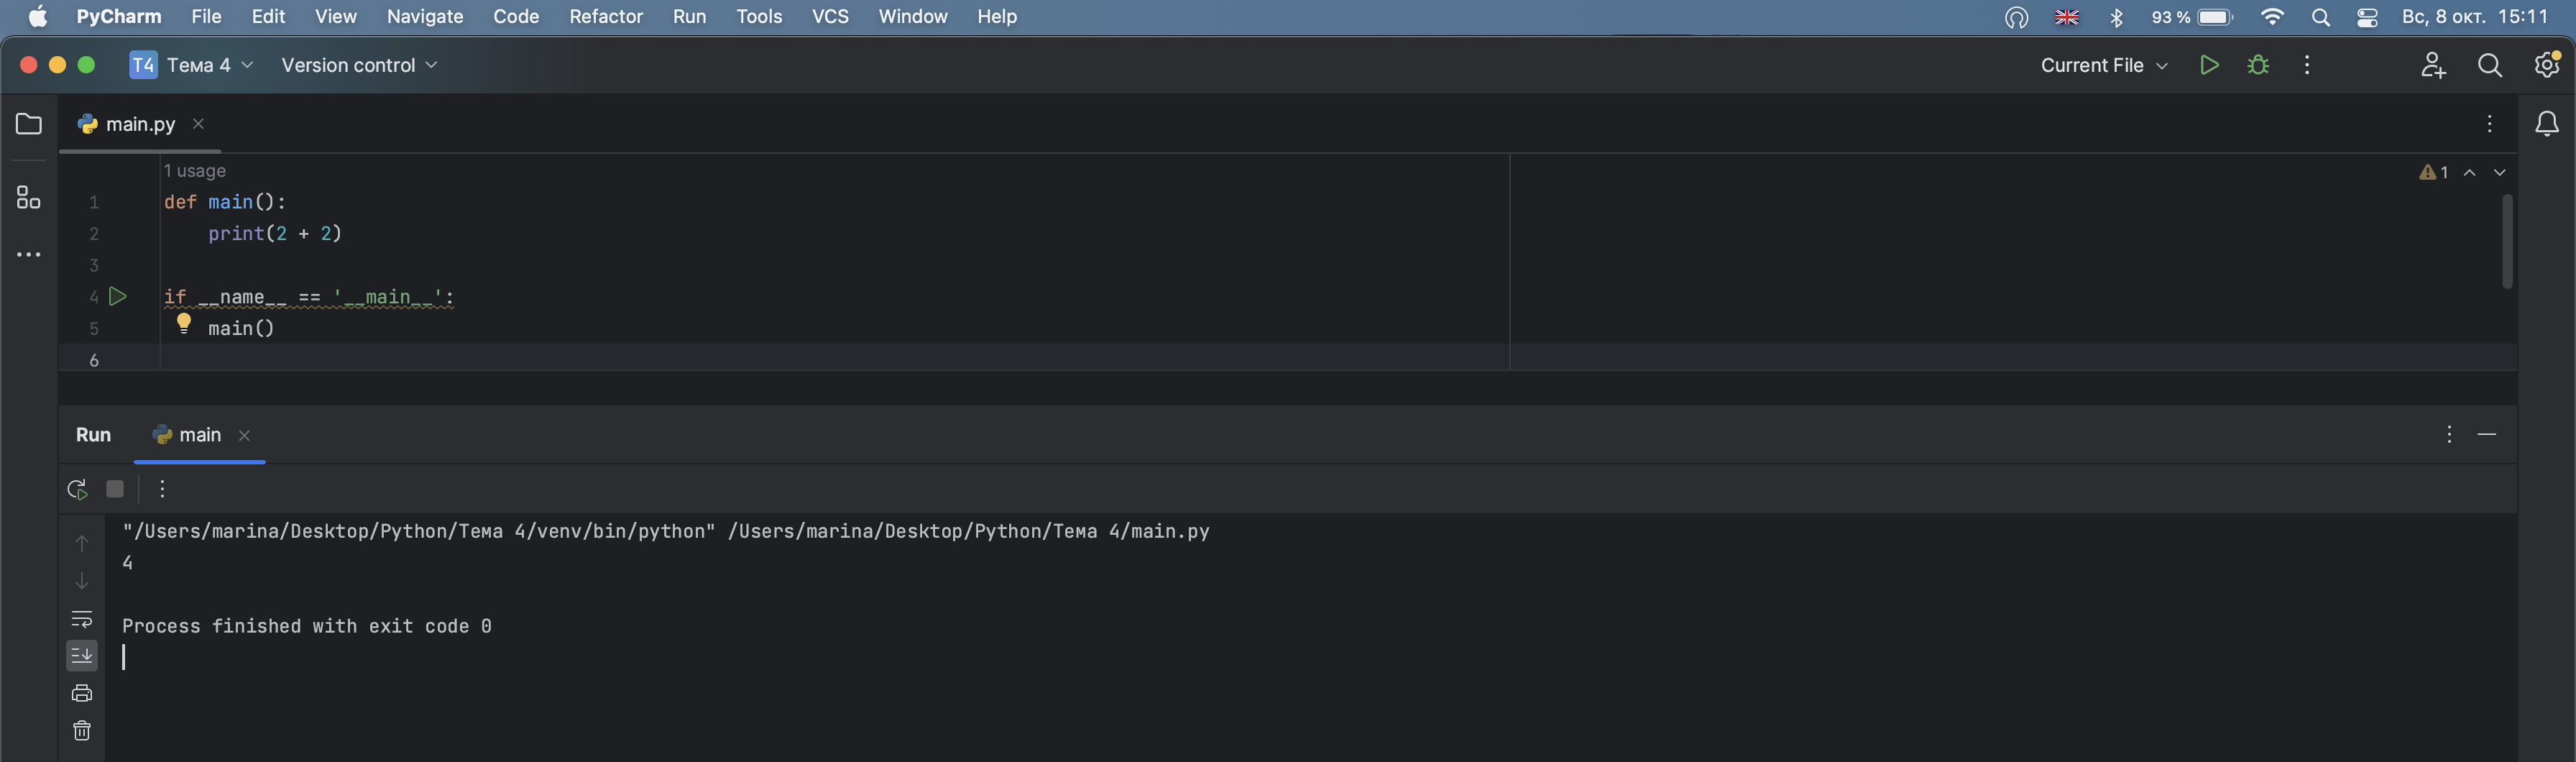 PyCharm File Edit View Navigate Code Refactor Run Tools VCS Window Help 93 % Вс, 8 окт. 15:11
T4 Тема 4 Version control Current File
main.py
1 usage 1
1 def main():
2 print(2 + 2)
3
4 if __name__ == '__main__':
5 main()
6
Run main
"/Users/marina/Desktop/Python/Тема 4/venv/bin/python" /Users/marina/Desktop/Python/Тема 4/main.py
4
Process finished with exit code 0